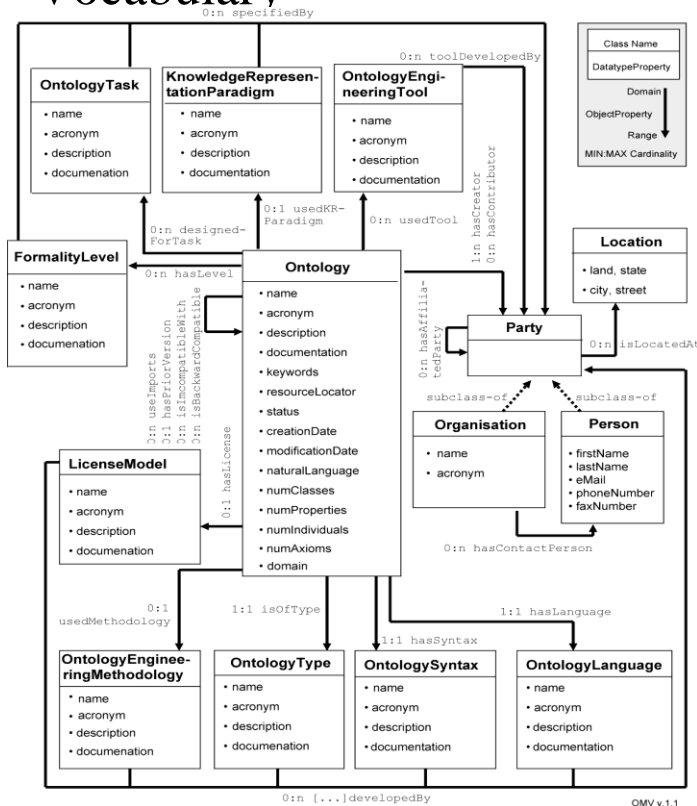 Vocabulary
0:n specifiedBy
0:n toolDevelopedBy
Class Name
DatatypeProperty
Domain
ObjectProperty
Range
MIN:MAX Cardinality
OntologyTask
• name
• acronym
• description
• documenation
KnowledgeRepresen-
tationParadigm
• name
• acronym
• description
• documenation
OntologyEngi-
neeringTool
• name
• acronym
• description
• documentation
0:n designed-
ForTask
0:1 usedKR-
Paradigm
0:n usedTool
1:n hasCreator
0:n hasContributor
Location
• land, state
• city, street
FormalityLevel
• name
• acronym
• description
• documenation
0:n hasLevel
Ontology
• name
• acronym
• description
• documentation
• keywords
• resourceLocator
• status
• creationDate
• modificationDate
• naturalLanguage
• numClasses
• numProperties
• numIndividuals
• numAxioms
• domain
0:n useImports
0:1 hasPriorVersion
0:n isImcompatibleWith
0:n isBackwardCompatible
0:n hasAffilia-
tedParty
Party
0:n isLocatedAt
subclass-of
subclass-of
Organisation
• name
• acronym
Person
• firstName
• lastName
• eMail
• phoneNumber
• faxNumber
0:n hasContactPerson
LicenseModel
• name
• acronym
• description
• documenation
0:1 hasLicense
0:1
usedMethodology
1:1 isOfType
1:1 hasSyntax
1:1 hasLanguage
OntologyEnginee-
ringMethodology
• name
• acronym
• description
• documenation
OntologyType
• name
• acronym
• description
• documenation
OntologySyntax
• name
• acronym
• description
• documentation
OntologyLanguage
• name
• acronym
• description
• documentation
0:n [...]developedBy
OMV v.1.1